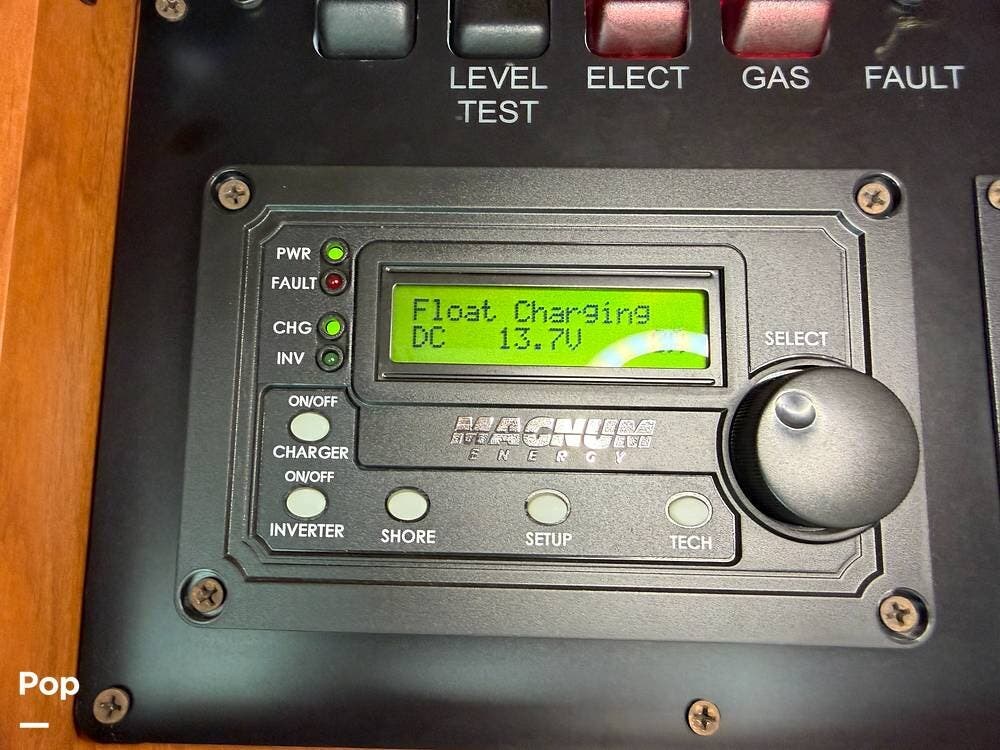 LEVEL TEST
ELECT
GAS
FAULT
PWR
FAULT
CHG
INV
Float Charging
DC 13.7V
SELECT
ON/OFF
CHARGER
ON/OFF
INVERTER
MAGNUM
ENERGY
SHORE
SETUP
TECH
Pop